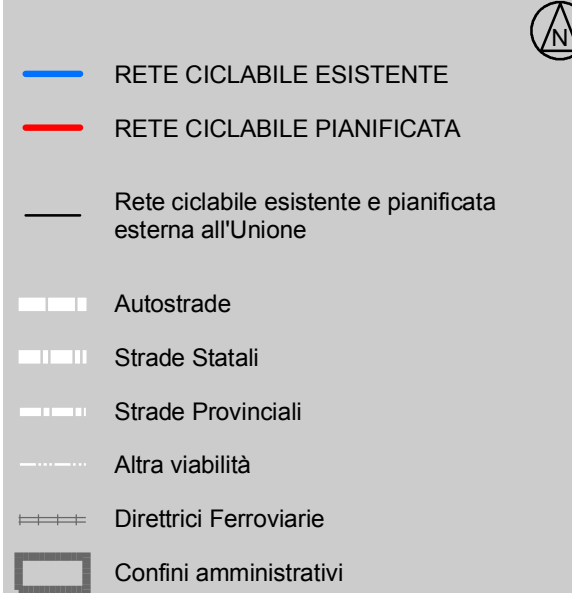 N
RETE CICLABILE ESISTENTE
RETE CICLABILE PIANIFICATA
Rete ciclabile esistente e pianificata
esterna all'Unione
Autostrade
Strade Statali
Strade Provinciali
Altra viabilità
Direttrici Ferroviarie
Confini amministrativi